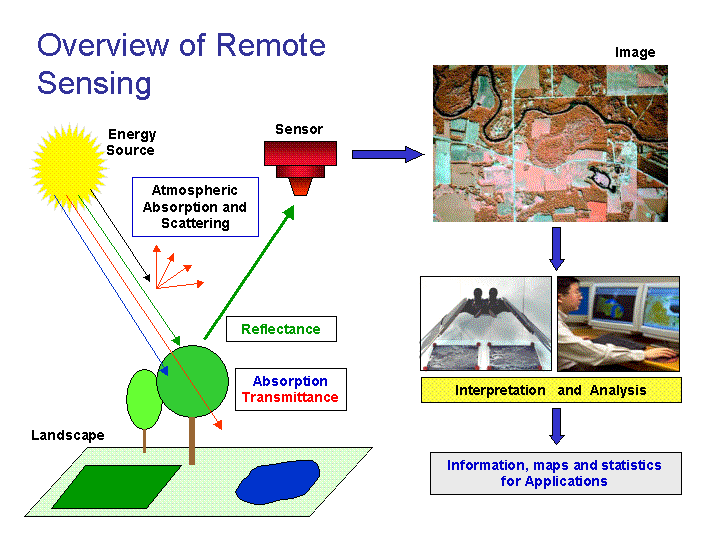 Overview of Remote
Sensing
Image
Energy
Source
Sensor
Atmospheric
Absorption and
Scattering
Reflectance
Absorption
Transmittance
Interpretation and Analysis
Landscape
Information, maps and statistics
for Applications